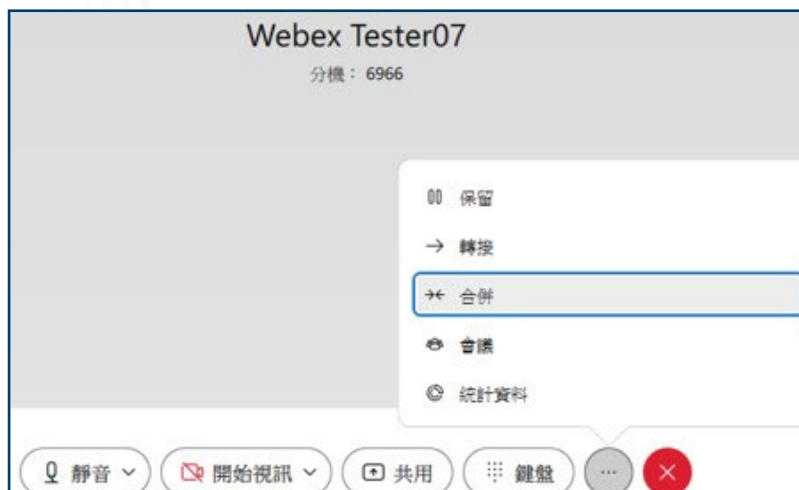 Webex Tester07
分機： 6966
保留
轉接
合併
會議
統計資料
靜音
開始視訊
共用
鍵盤